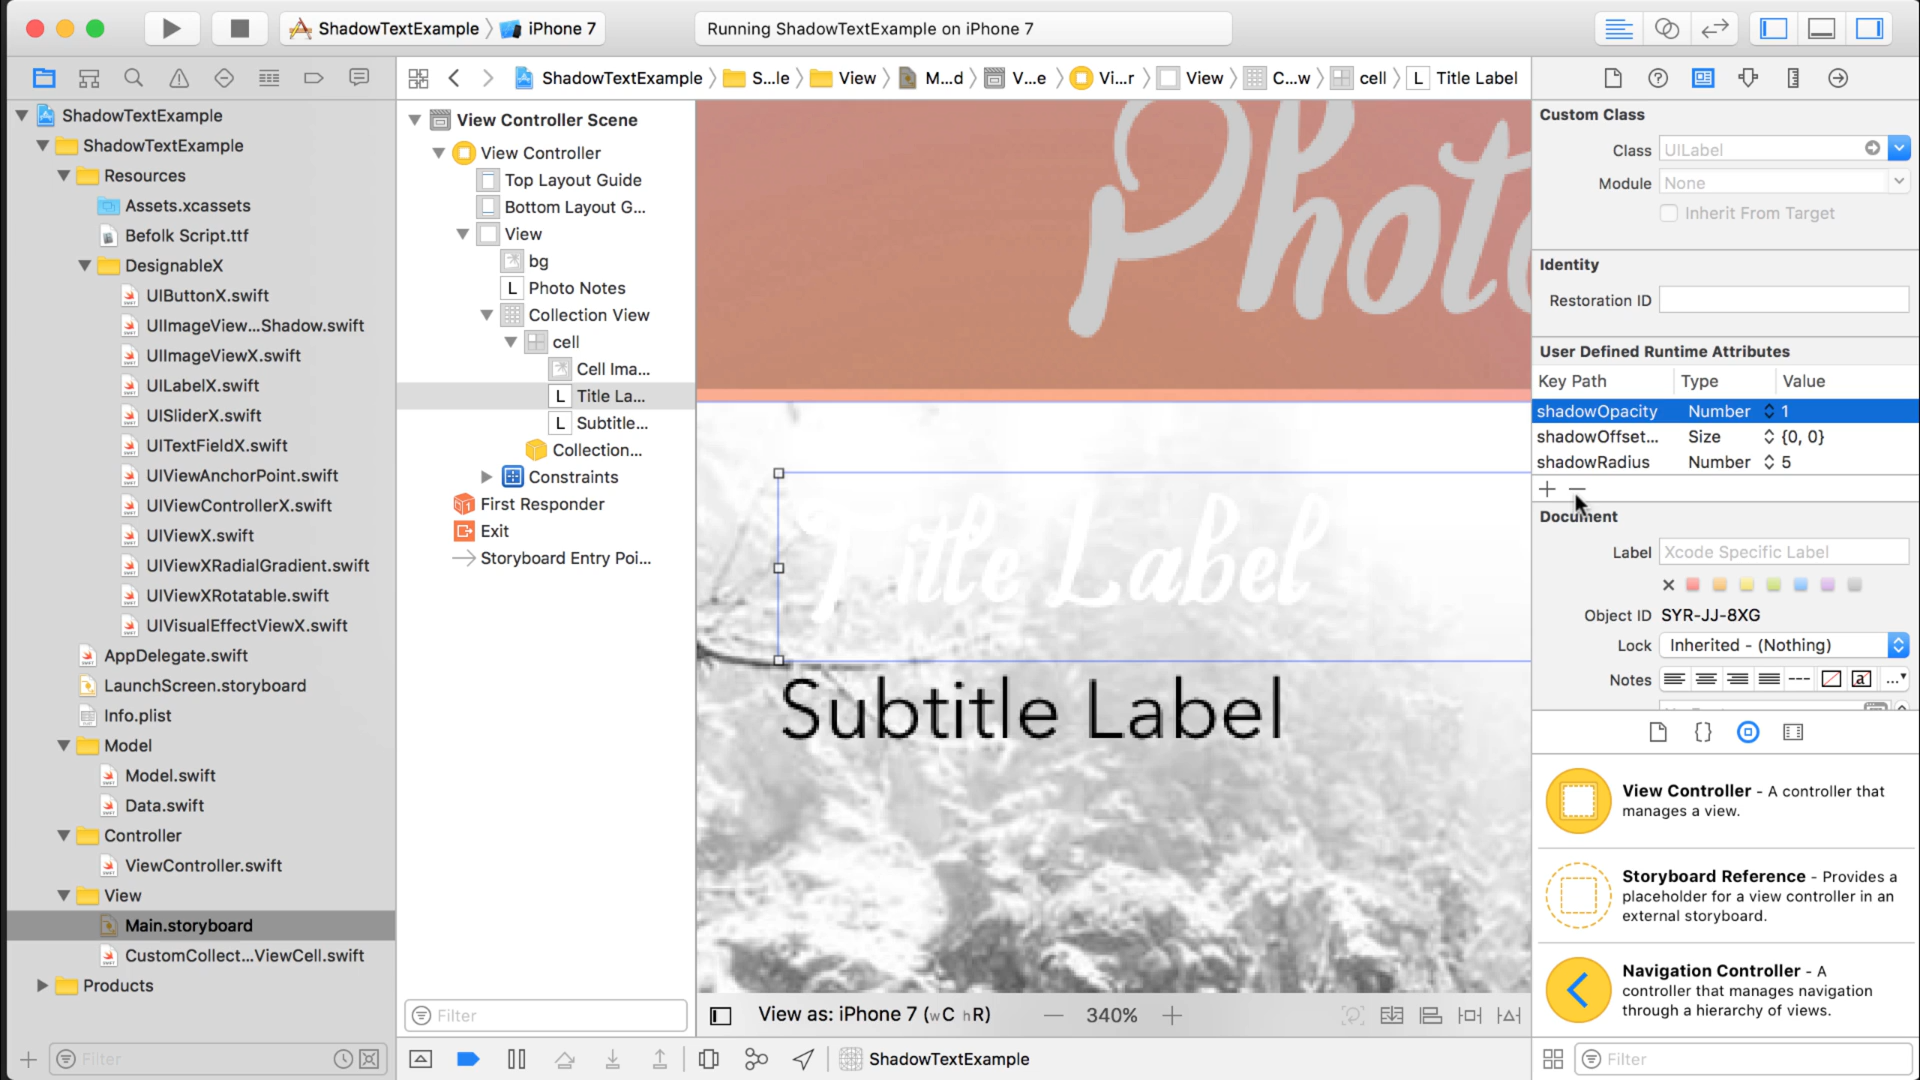 ShadowTextExample
iPhone 7
Running ShadowTextExample on iPhone 7
ShadowTextExample
S...le
View
M...d
V...e
Vi...r
View
C...w
cell
L
Title Label
ShadowTextExample
ShadowTextExample
Resources
Assets.xcassets
Befolk Script.ttf
DesignableX
UIButtonX.swift
UIImageView...Shadow.swift
UIImageViewX.swift
UILabelX.swift
UISliderX.swift
UITextFieldX.swift
UIViewAnchorPoint.swift
UIViewControllerX.swift
UIViewX.swift
UIViewXRadialGradient.swift
UIViewXRotatable.swift
UIVisualEffectViewX.swift
AppDelegate.swift
LaunchScreen.storyboard
Info.plist
Model
Model.swift
Data.swift
Controller
ViewController.swift
View
Main.storyboard
CustomCollect...ViewCell.swift
Products
Filter
View Controller Scene
View Controller
Top Layout Guide
Bottom Layout G...
View
bg
L Photo Notes
Collection View
cell
Cell Ima...
L Title La...
L Subtitle...
Collection...
Constraints
First Responder
Exit
Storyboard Entry Poi...
Filter
Title Label
Subtitle Label
View as: iPhone 7 (wC hR)
340%
ShadowTextExample
Custom Class
Class UILabel
Module None
Inherit From Target
Identity
Restoration ID
User Defined Runtime Attributes
Key Path Type Value
shadowOpacity Number 1
shadowOffset... Size {0, 0}
shadowRadius Number 5
Document
Label Xcode Specific Label
Object ID SYR-JJ-8XG
Lock Inherited - (Nothing)
Notes
View Controller - A controller that
manages a view.
Storyboard Reference - Provides a
placeholder for a view controller in an
external storyboard.
Navigation Controller - A
controller that manages navigation
through a hierarchy of views.
Filter